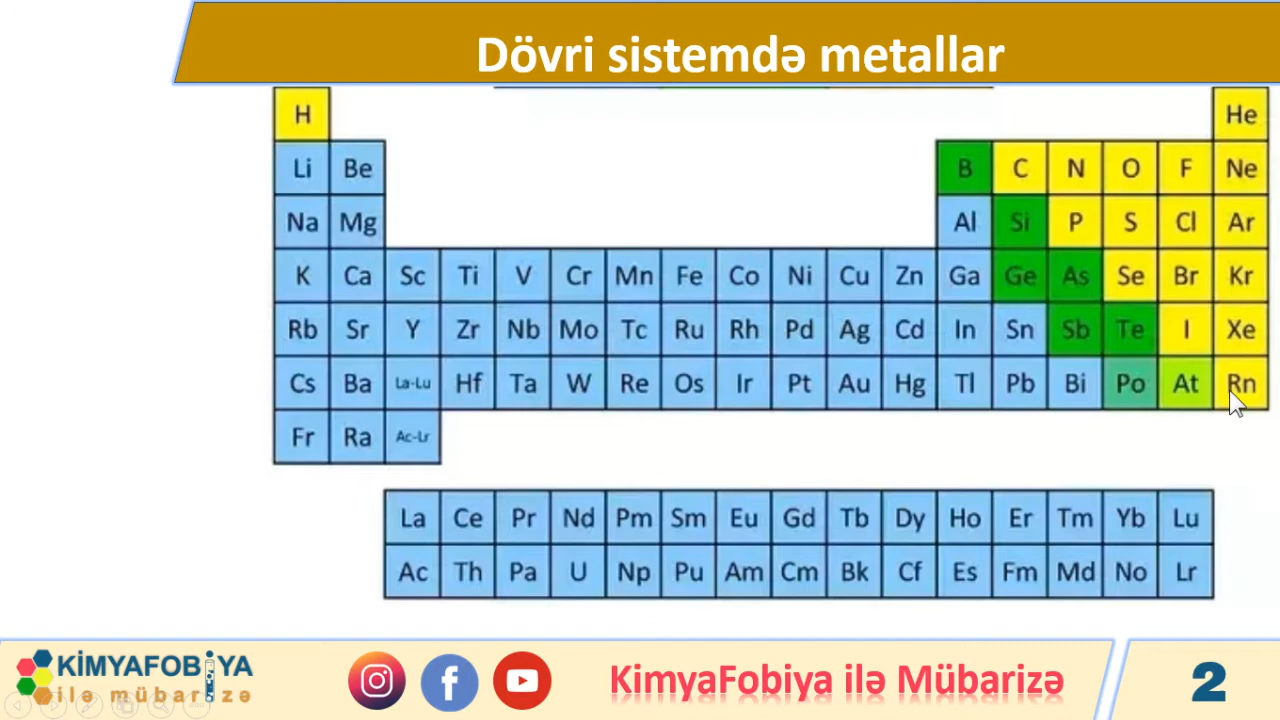 Dövri sistemdə metallar
H He
Li Be B C N O F Ne
Na Mg Al Si P S Cl Ar
K Ca Sc Ti V Cr Mn Fe Co Ni Cu Zn Ga Ge As Se Br Kr
Rb Sr Y Zr Nb Mo Tc Ru Rh Pd Ag Cd In Sn Sb Te I Xe
Cs Ba La-Lu Hf Ta W Re Os Ir Pt Au Hg Tl Pb Bi Po At Rn
Fr Ra Ac-Lr
La Ce Pr Nd Pm Sm Eu Gd Tb Dy Ho Er Tm Yb Lu
Ac Th Pa U Np Pu Am Cm Bk Cf Es Fm Md No Lr
KİMYAFOBİYA
ilə mübarizə
KimyaFobiya ilə Mübarizə
2